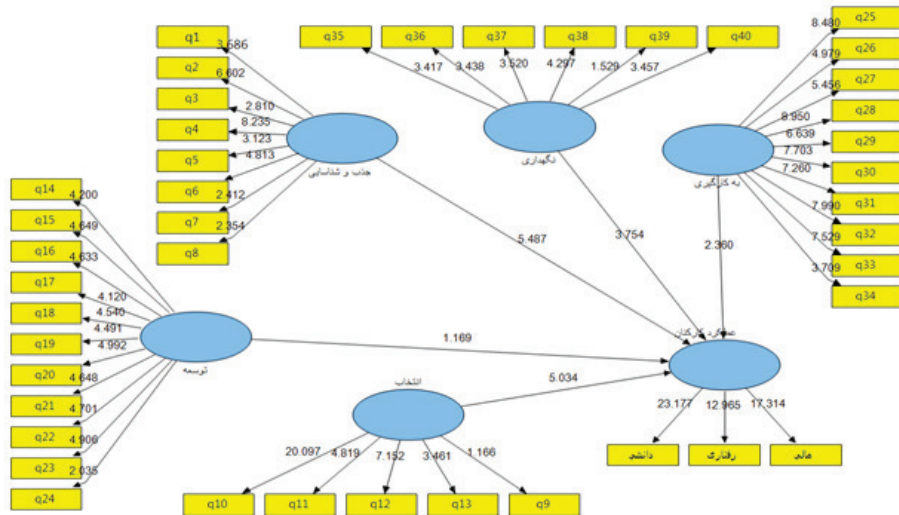 q1
3.686
q2
6.602
q3
2.810
q4
8.235
q5
3.123
q6
4.813
q7
2.412
q8
2.354
جذب و شناسایی
q35
q36
q37
q38
q39
q40
3.417
3.438
3.520
4.297
1.529
3.457
نگهداری
q25
8.480
q26
4.979
q27
5.456
q28
8.950
q29
6.639
q30
7.703
q31
7.260
q32
7.990
q33
7.529
q34
3.709
به کارگیری
q14
4.200
q15
4.649
q16
4.633
q17
4.120
q18
4.540
q19
4.491
q20
4.992
q21
4.648
q22
4.701
q23
4.906
q24
2.035
توسعه
5.487
3.754
2.360
1.169
5.034
انتخاب
20.097
4.819
7.152
3.461
1.166
q10
q11
q12
q13
q9
عملکرد کارکنان
23.177
12.965
17.314
دانشی
رفتاری
مالی